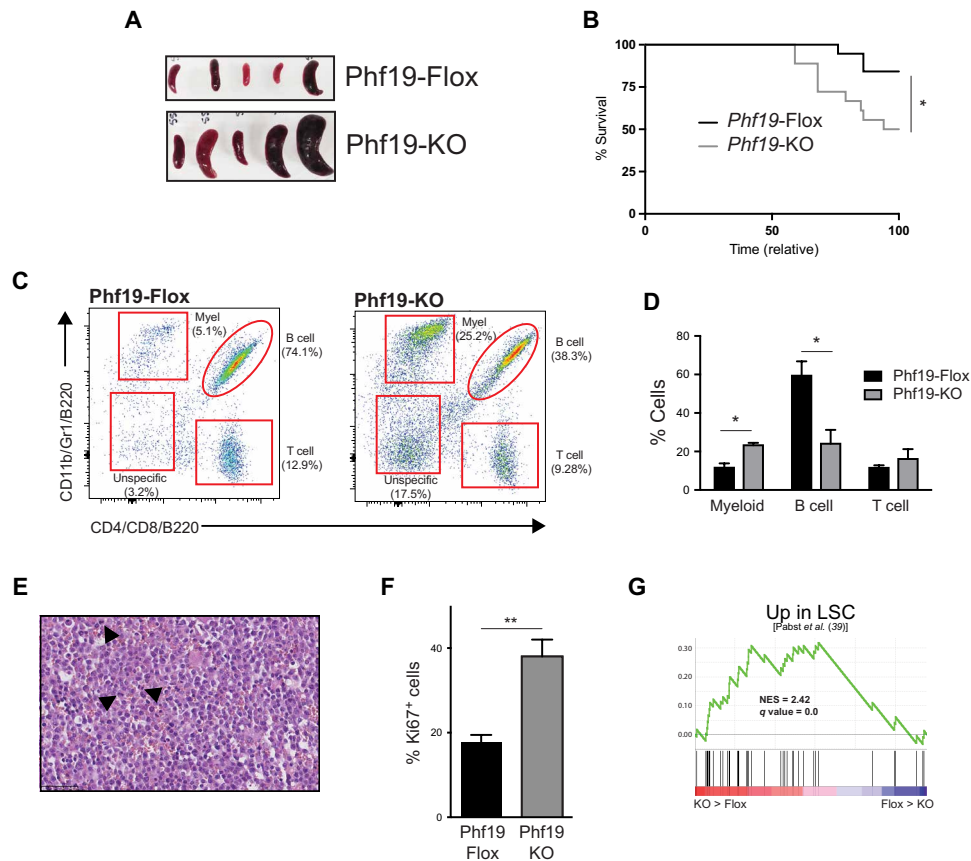 A
Phf19-Flox
Phf19-KO
B
% Survival
100
75
50
25
0
Phf19-Flox
Phf19-KO
*
50
100
Time (relative)
C
Phf19-Flox
Phf19-KO
CD11b/Gr1/B220
Myel
(5.1%)
B cell
(74.1%)
Unspecific
(3.2%)
T cell
(12.9%)
Myel
(25.2%)
B cell
(38.3%)
Unspecific
(17.5%)
T cell
(9.28%)
CD4/CD8/B220
D
% Cells
80
60
40
20
0
*
*
Phf19-Flox
Phf19-KO
Myeloid
B cell
T cell
E
F
% Ki67+ cells
40
20
0
**
Phf19 Phf19
Flox KO
G
Up in LSC
[Pabst et al. (39)]
0.30
0.20
0.10
0.00
NES = 2.42
q value = 0.0
KO > Flox
Flox > KO